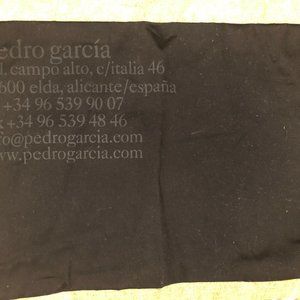 edro garcía
l. campo alto, c/italia 46
600 elda, alicante/españa
+34 96 539 90 07
x +34 96 539 48 46
fo@pedrogarcia.com
www.pedrogarcia.com